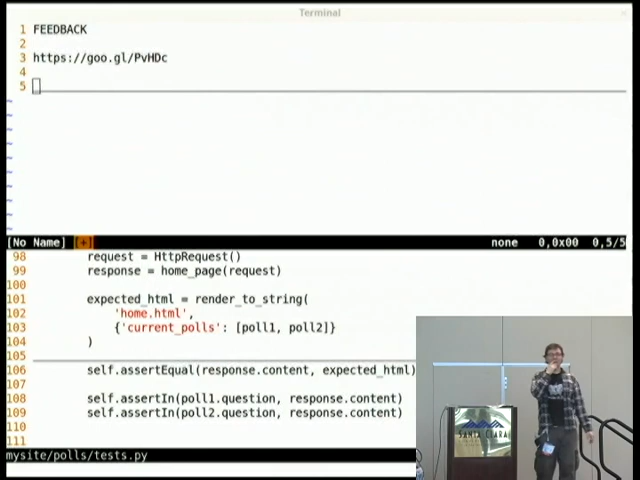 Terminal
1 FEEDBACK
2
3 https://goo.gl/PvHDc
4
5
~
~
~
~
~
~
~
~
~
~
[No Name] [+] none 0,0x00 0,5/5
98 request = HttpRequest()
99 response = home_page(request)
100
101 expected_html = render_to_string(
102 'home.html',
103 {'current_polls': [poll1, poll2]}
104 )
105
106 self.assertEqual(response.content, expected_html)
107
108 self.assertIn(poll1.question, response.content)
109 self.assertIn(poll2.question, response.content)
110
111
mysite/polls/tests.py
SANTA CLARA